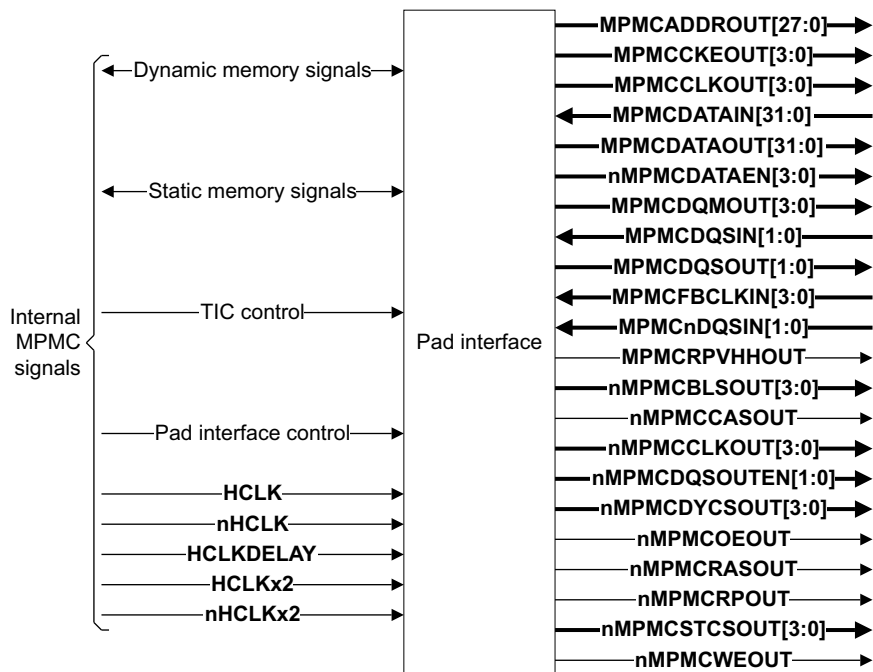 Internal
MPMC
signals
Dynamic memory signals
Static memory signals
TIC control
Pad interface control
HCLK
nHCLK
HCLKDELAY
HCLKx2
nHCLKx2
Pad interface
MPMCADDROUT[27:0]
MPMCCKEOUT[3:0]
MPMCCLKOUT[3:0]
MPMCDATAIN[31:0]
MPMCDATAOUT[31:0]
nMPMCDATAEN[3:0]
MPMCDQMOUT[3:0]
MPMCDQSIN[1:0]
MPMCDQSOUT[1:0]
MPMCFBCLKIN[3:0]
MPMCnDQSIN[1:0]
MPMCRPVHHOUT
nMPMCBLSOUT[3:0]
nMPMCCASOUT
nMPMCCLKOUT[3:0]
nMPMCDQSOUTEN[1:0]
nMPMCDYCSOUT[3:0]
nMPMCOEOUT
nMPMCRASOUT
nMPMCRPOUT
nMPMCSTCSOUT[3:0]
nMPMCWEOUT